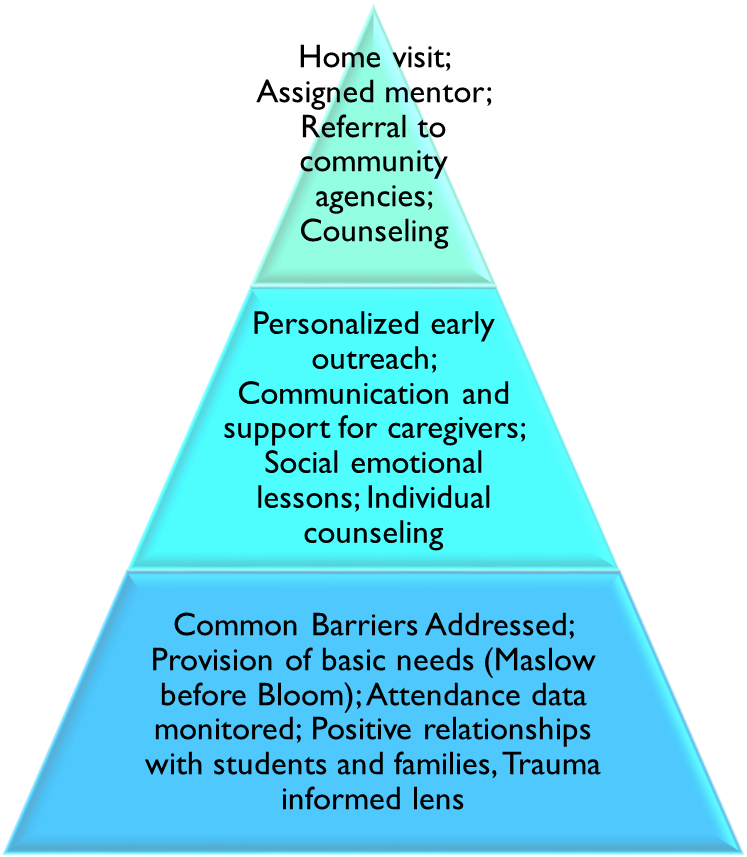 Home visit;
Assigned mentor;
Referral to
community
agencies;
Counseling
Personalized early
outreach;
Communication and
support for caregivers;
Social emotional
lessons; Individual
counseling
Common Barriers Addressed;
Provision of basic needs (Maslow
before Bloom); Attendance data
monitored; Positive relationships
with students and families, Trauma
informed lens